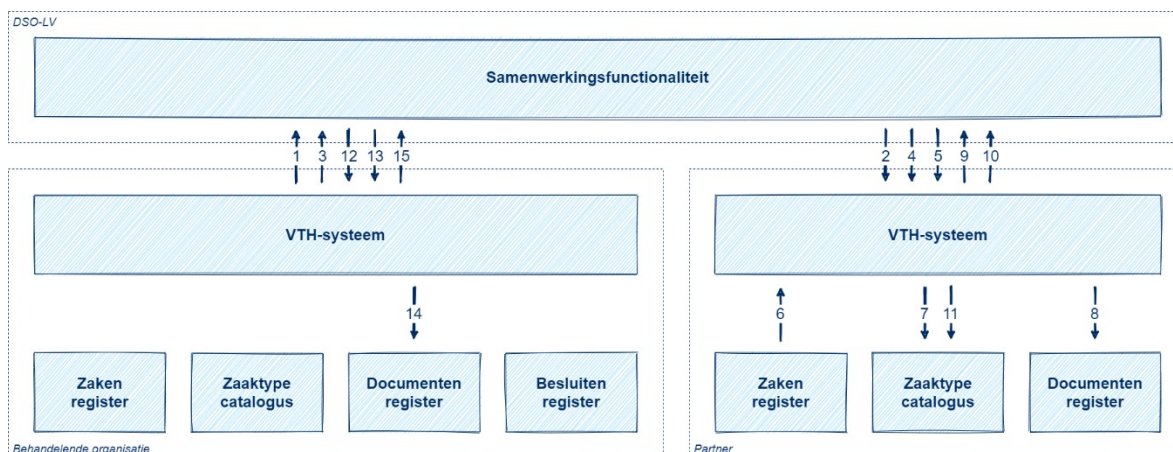 DSO-LV
Samenwerkingsfunctionaliteit
1 3 12 13 15
2 4 5 9 10
VTH-systeem
VTH-systeem
14
6
7 11
8
Zaken
register
Zaaktype
catalogus
Documenten
register
Besluiten
register
Zaken
register
Zaaktype
catalogus
Documenten
register
Behandelende organisatie
Partner